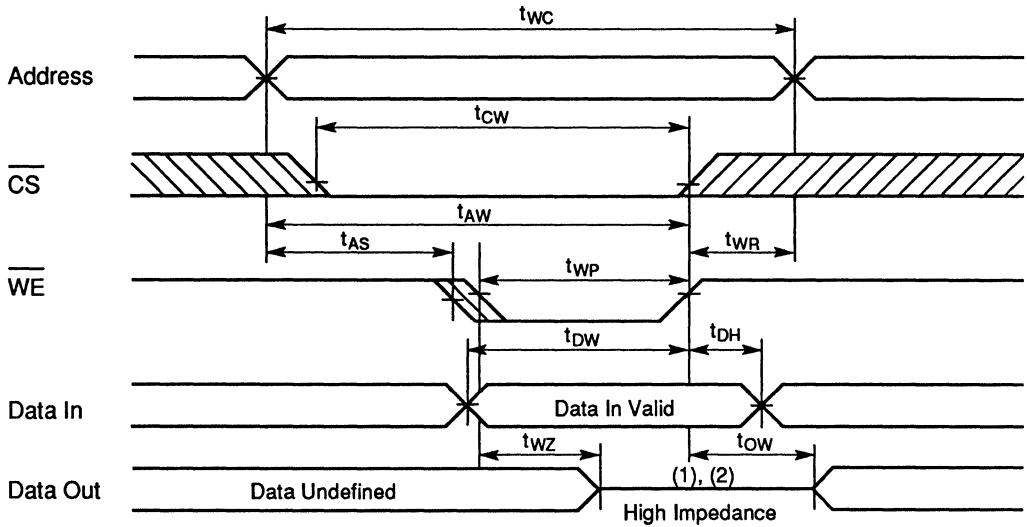 tWC
Address
tCW
CS
tAW
tAS
tWR
WE
tWP
tDW
tDH
Data In
Data In Valid
tWZ
tOW
Data Out
Data Undefined
(1), (2)
High Impedance